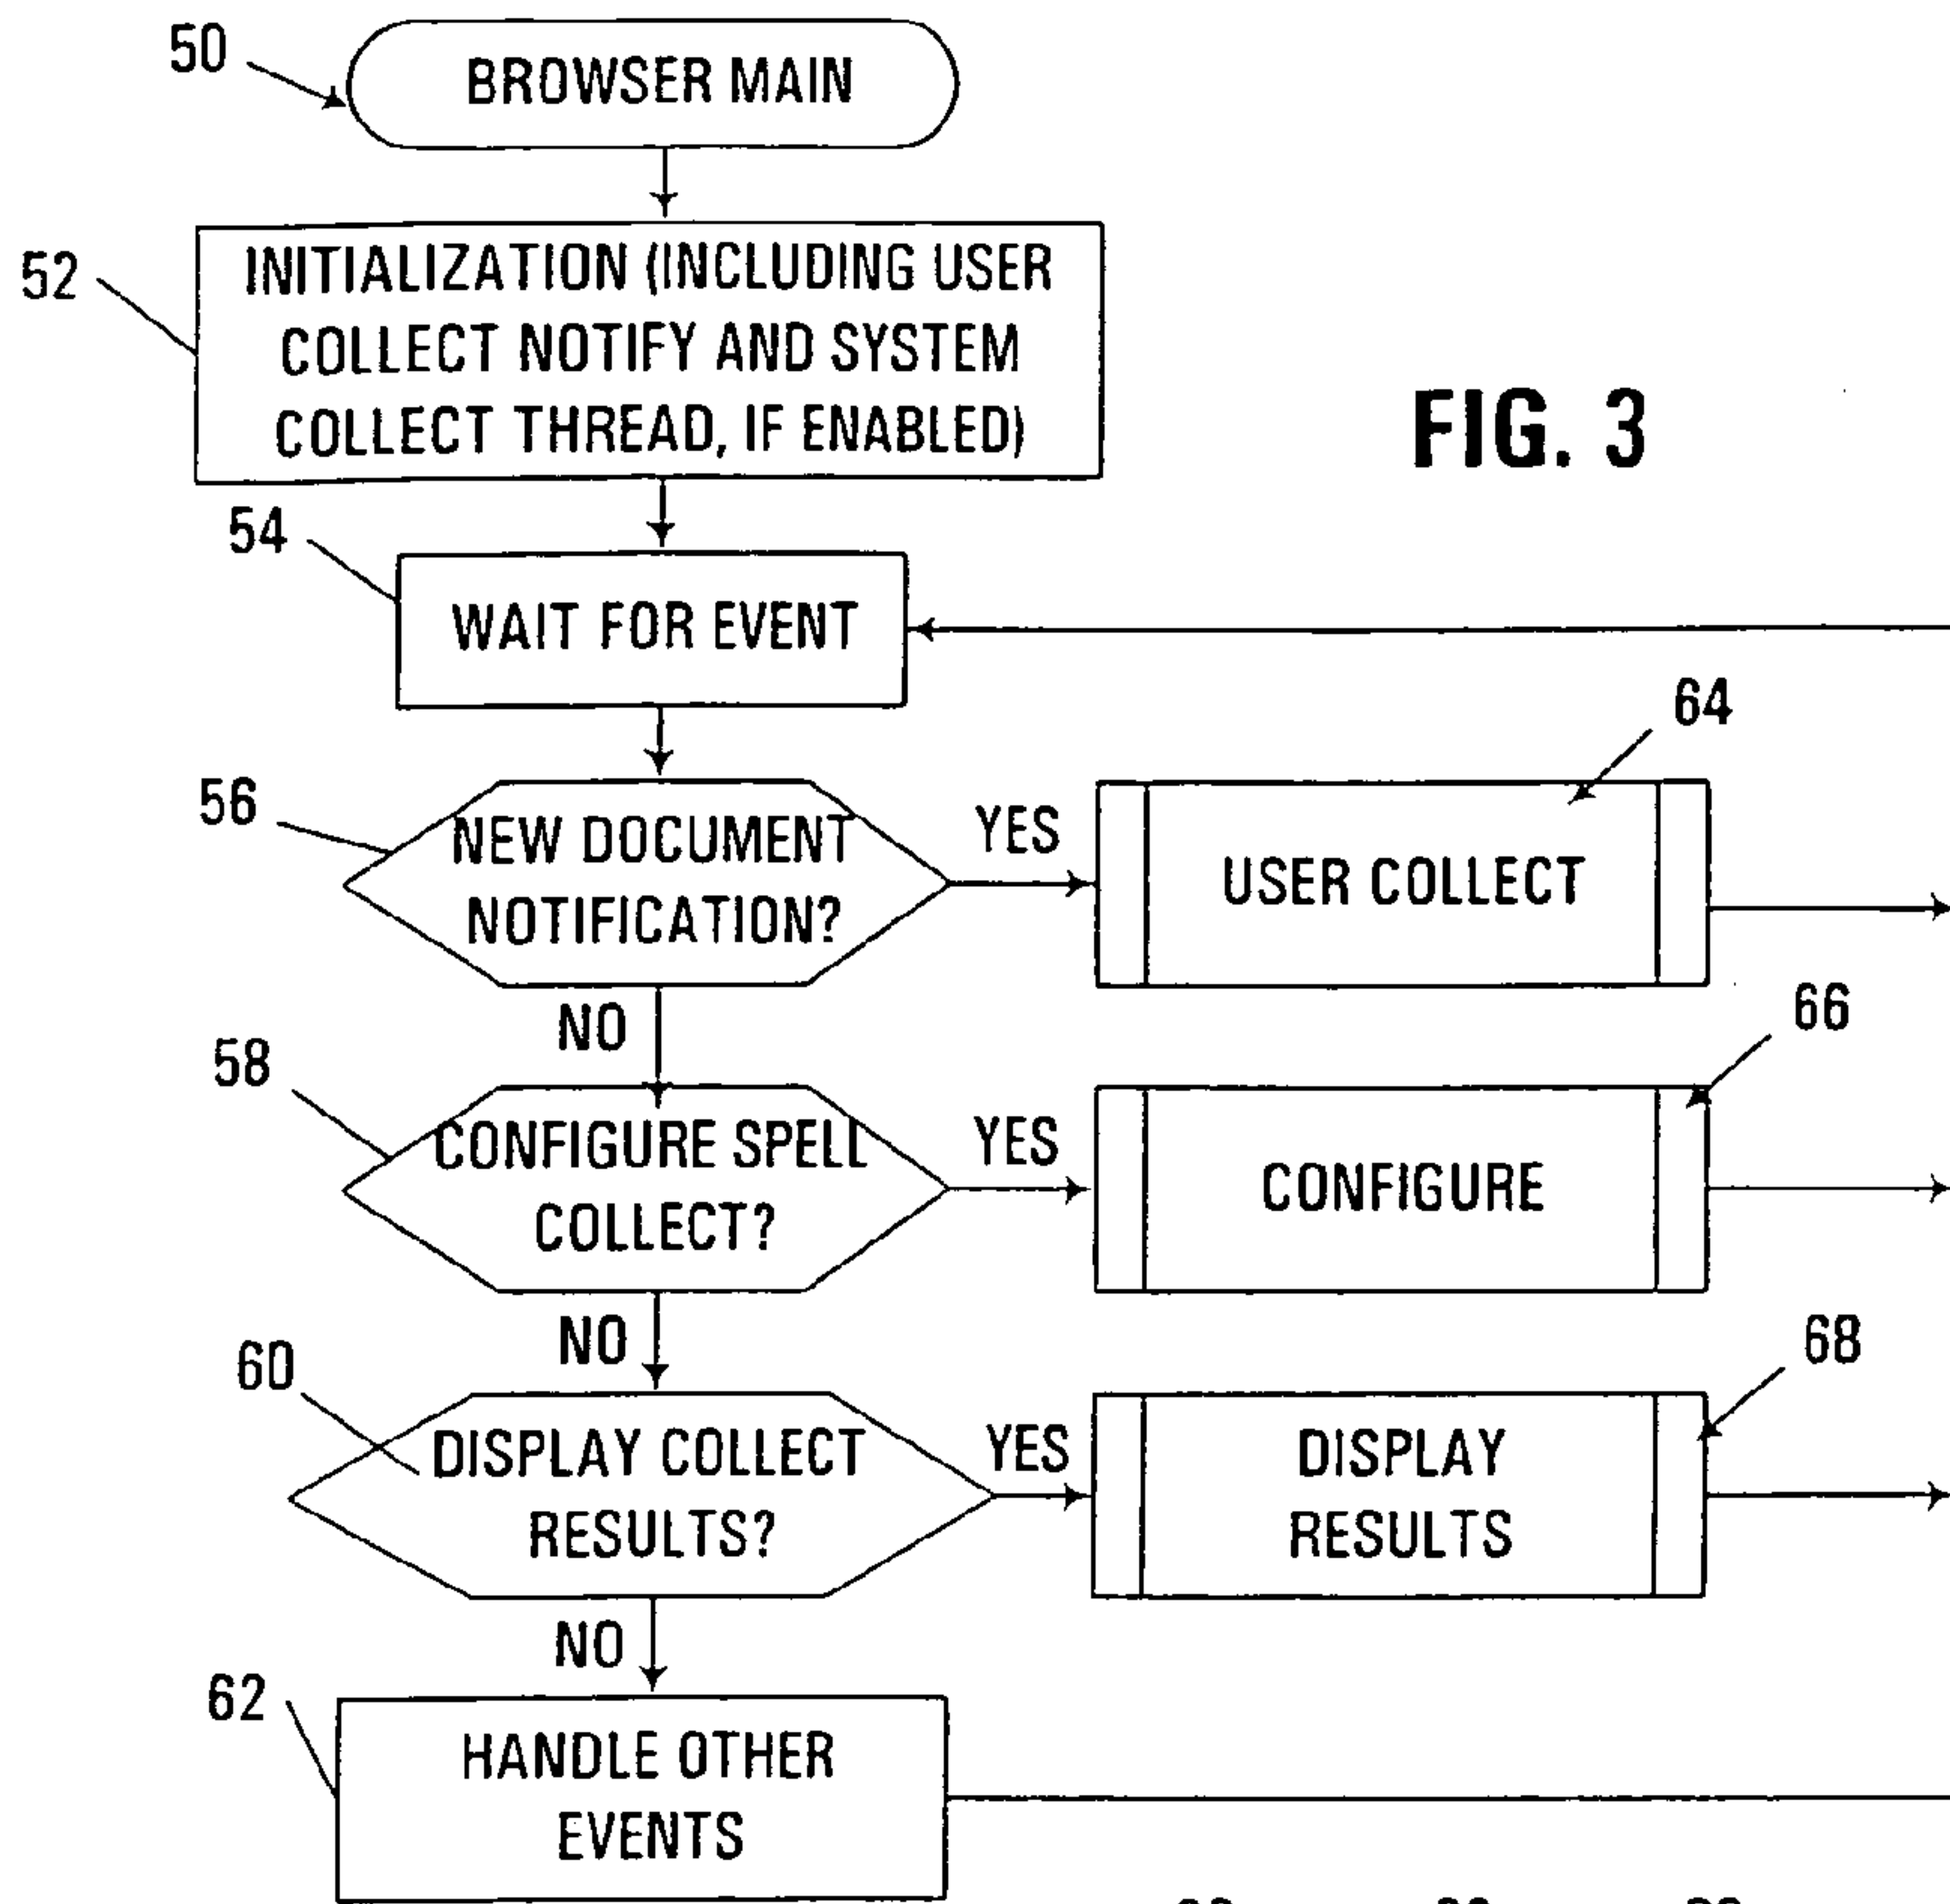 50
BROWSER MAIN
52
INITIALIZATION (INCLUDING USER
COLLECT NOTIFY AND SYSTEM
COLLECT THREAD, IF ENABLED)
FIG. 3
54
WAIT FOR EVENT
64
56
NEW DOCUMENT
NOTIFICATION?
YES
USER COLLECT
NO
66
58
CONFIGURE SPELL
COLLECT?
YES
CONFIGURE
NO
68
60
DISPLAY COLLECT
RESULTS?
YES
DISPLAY
RESULTS
NO
62
HANDLE OTHER
EVENTS